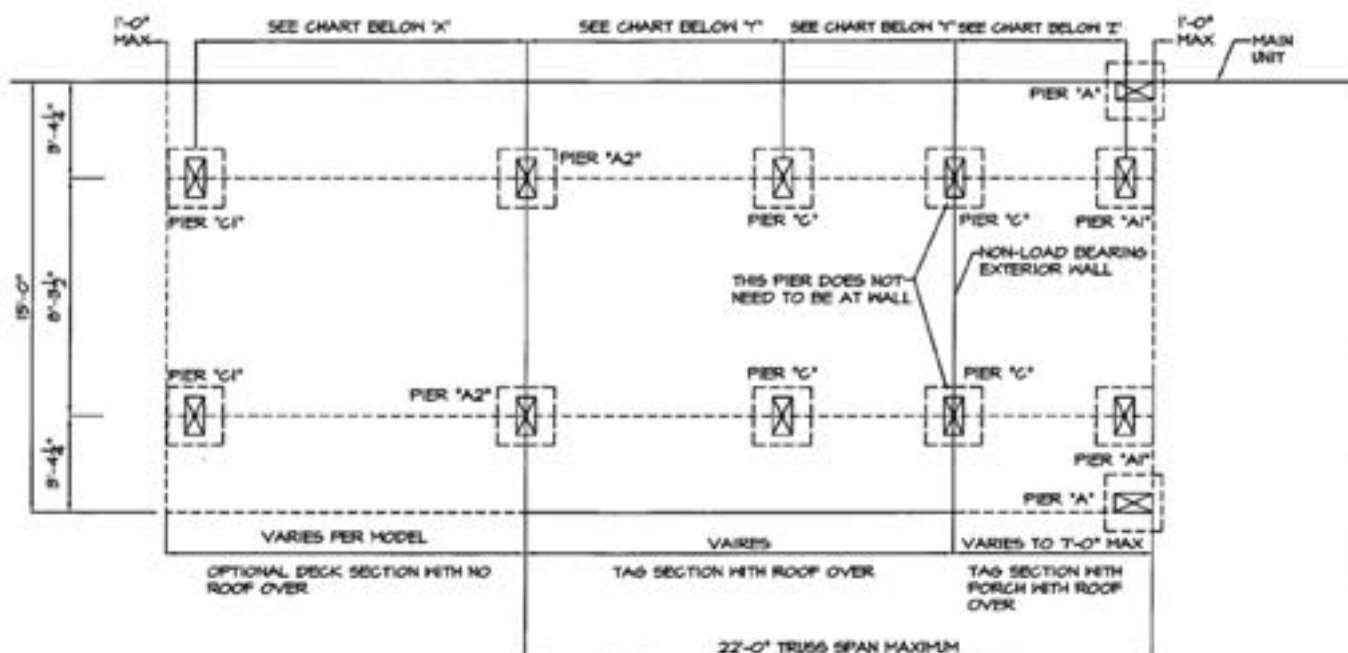 1'-0"
MAX
SEE CHART BELOW 'X'
SEE CHART BELOW 'Y'
SEE CHART BELOW 'Y'
SEE CHART BELOW 'Z'
1'-0"
MAX
MAIN
UNIT
PIER "A"
PIER "A2"
PIER "C1"
PIER "C"
PIER "C"
PIER "A1"
NON-LOAD BEARING
EXTERIOR WALL
THIS PIER DOES NOT
NEED TO BE AT WALL
15'-0"
PIER "C1"
PIER "A2"
PIER "C"
PIER "C"
PIER "A1"
PIER "A"
VARIES PER MODEL
VAIRES
VARIES TO 7'-0" MAX
OPTIONAL DECK SECTION WITH NO
ROOF OVER
TAG SECTION WITH ROOF OVER
TAG SECTION WITH
PORCH WITH ROOF
OVER
22'-0" TRUSS SPAN MAXIMUM